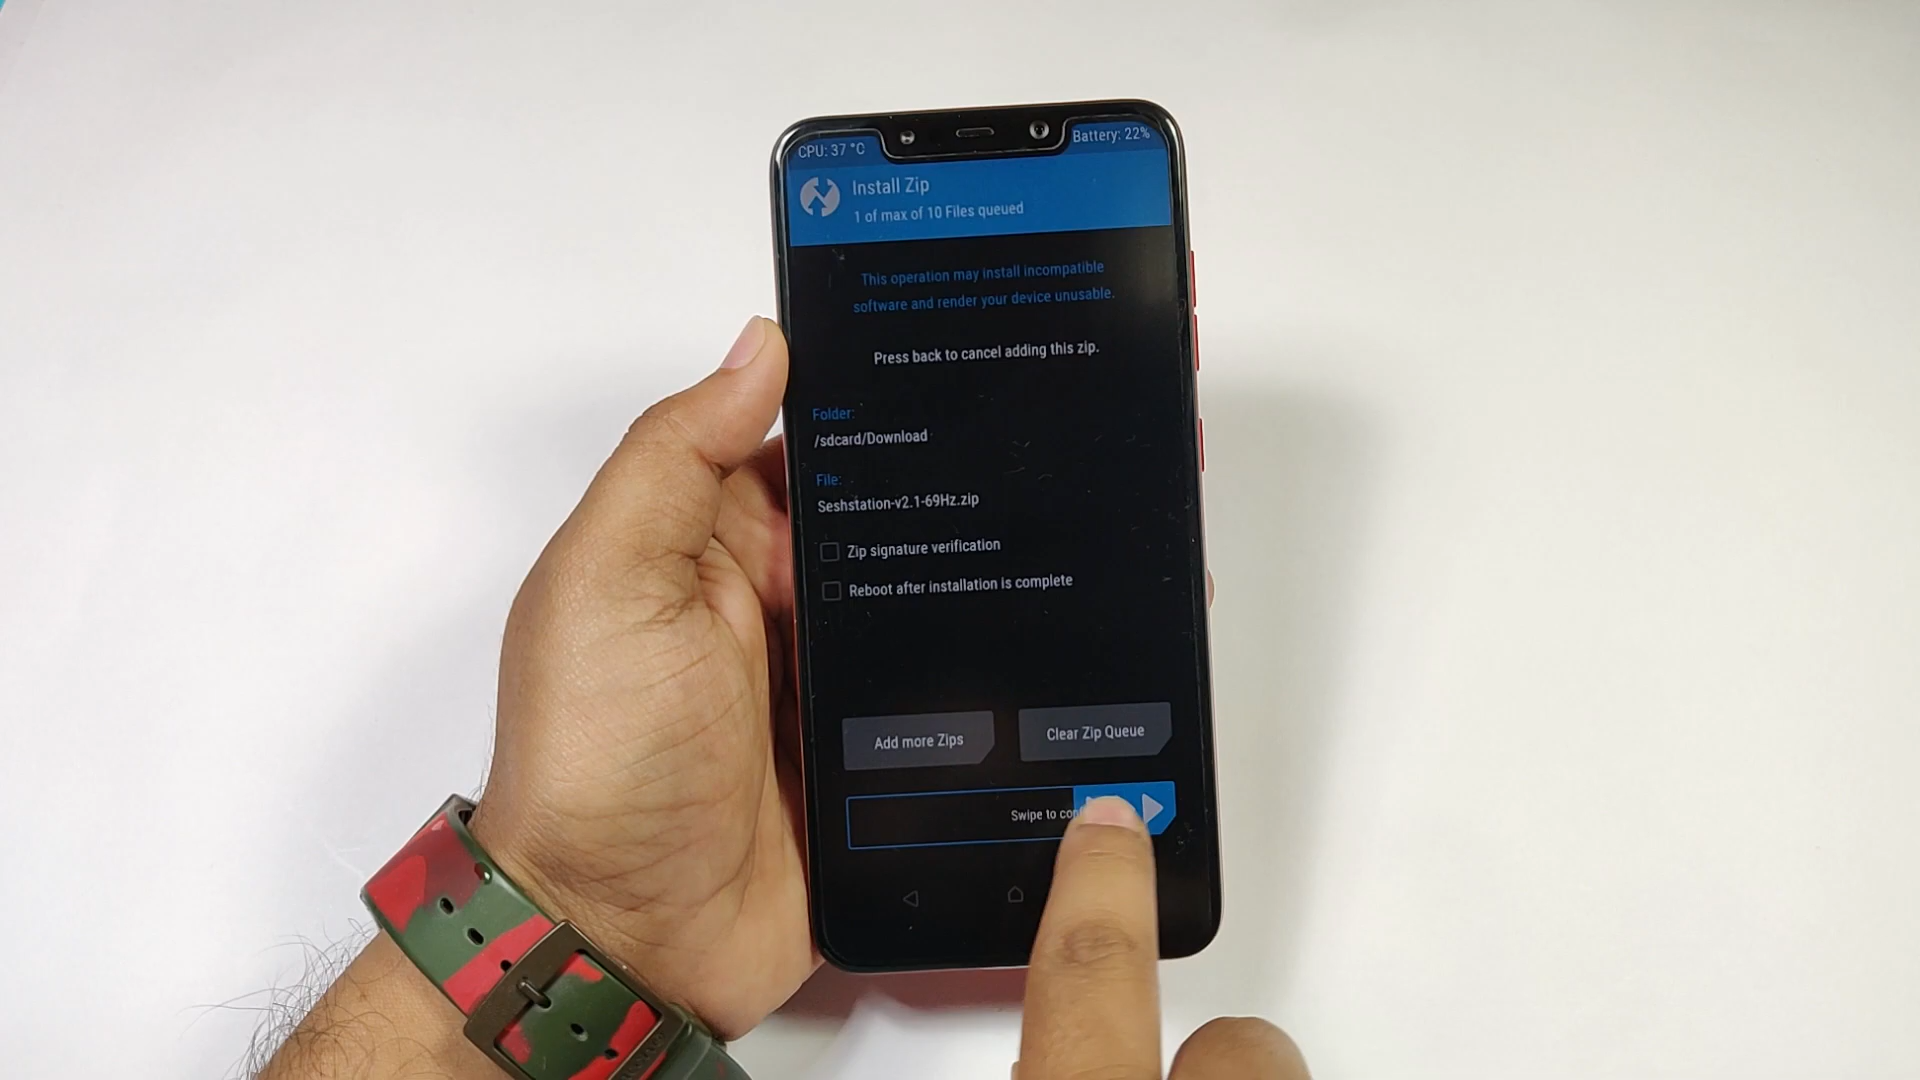 CPU: 37 °C
Battery: 22%
Install Zip
1 of max of 10 Files queued
This operation may install incompatible
software and render your device unusable.
Press back to cancel adding this zip.
Folder:
/sdcard/Download
File:
Seshstation-v2.1-69Hz.zip
Zip signature verification
Reboot after installation is complete
Add more Zips
Clear Zip Queue
Swipe to